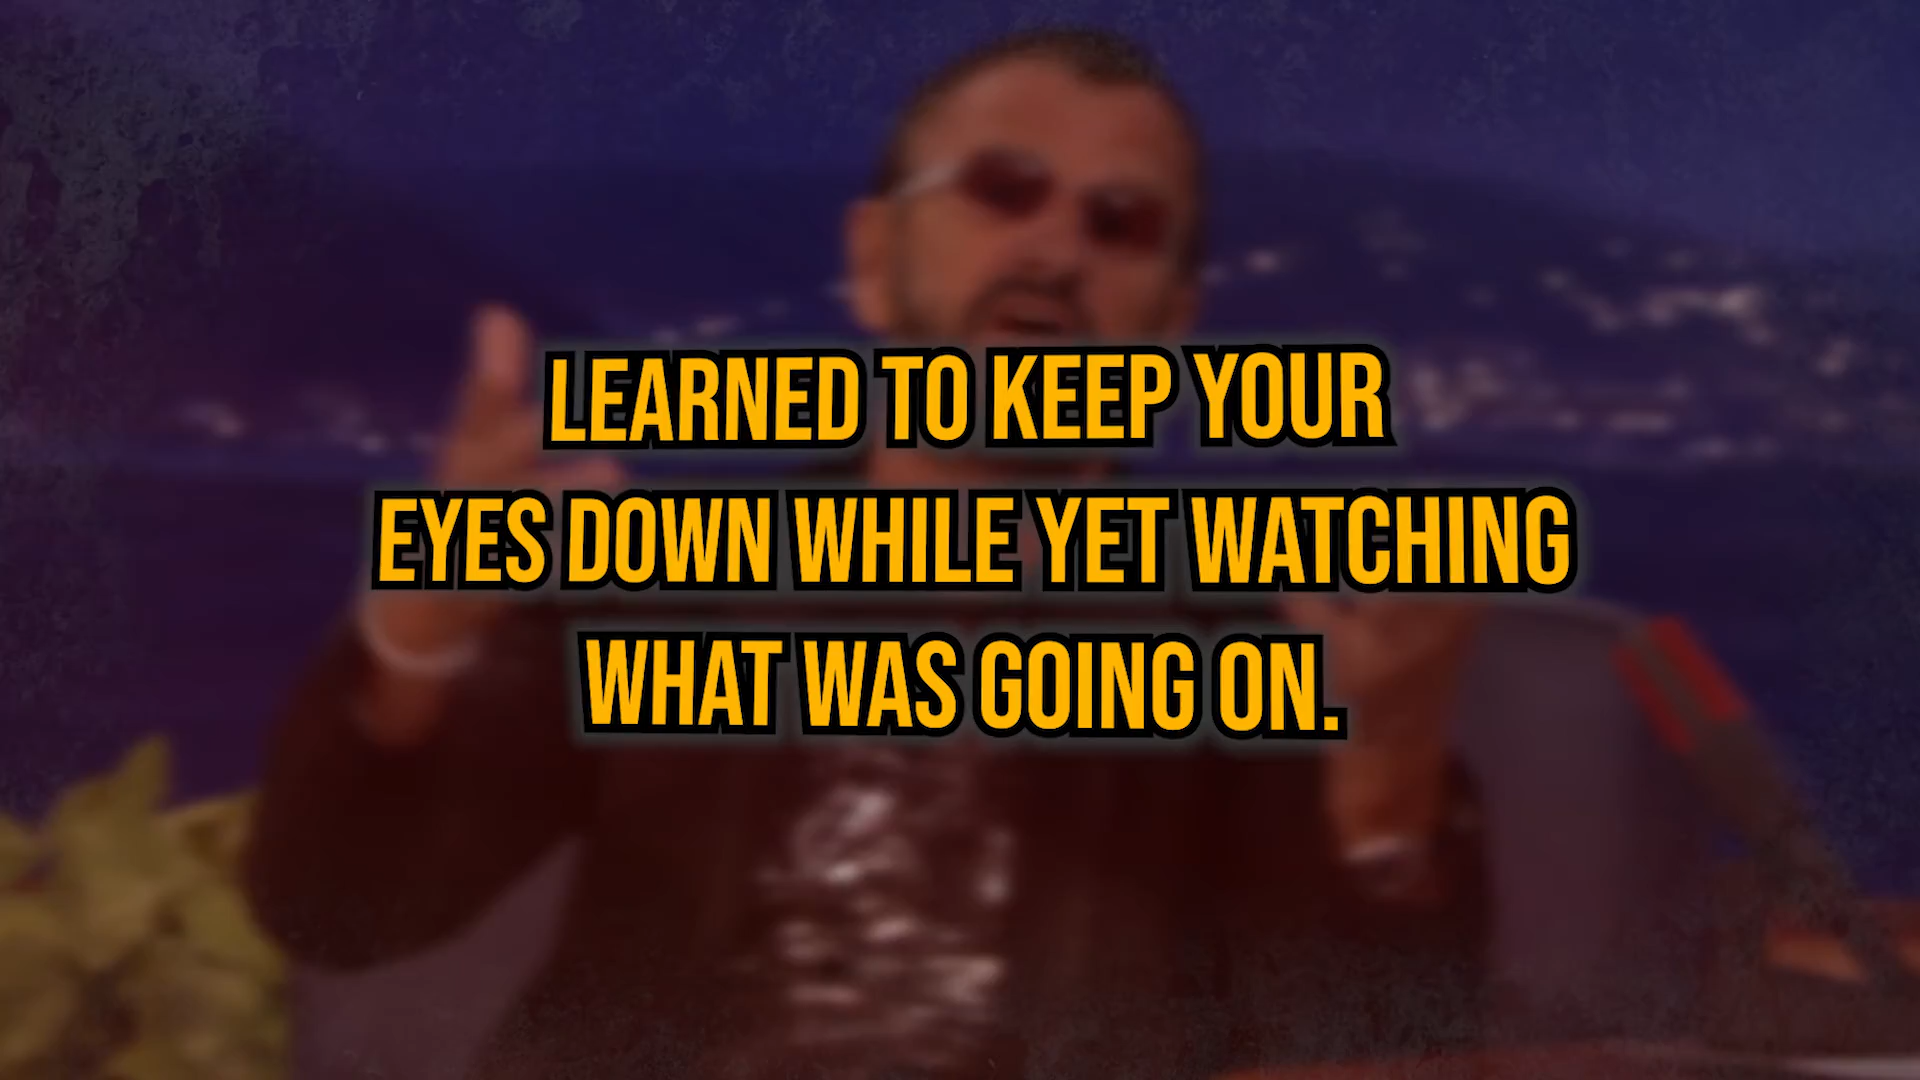 LEARNED TO KEEP YOUR
EYES DOWN WHILE YET WATCHING
WHAT WAS GOING ON.